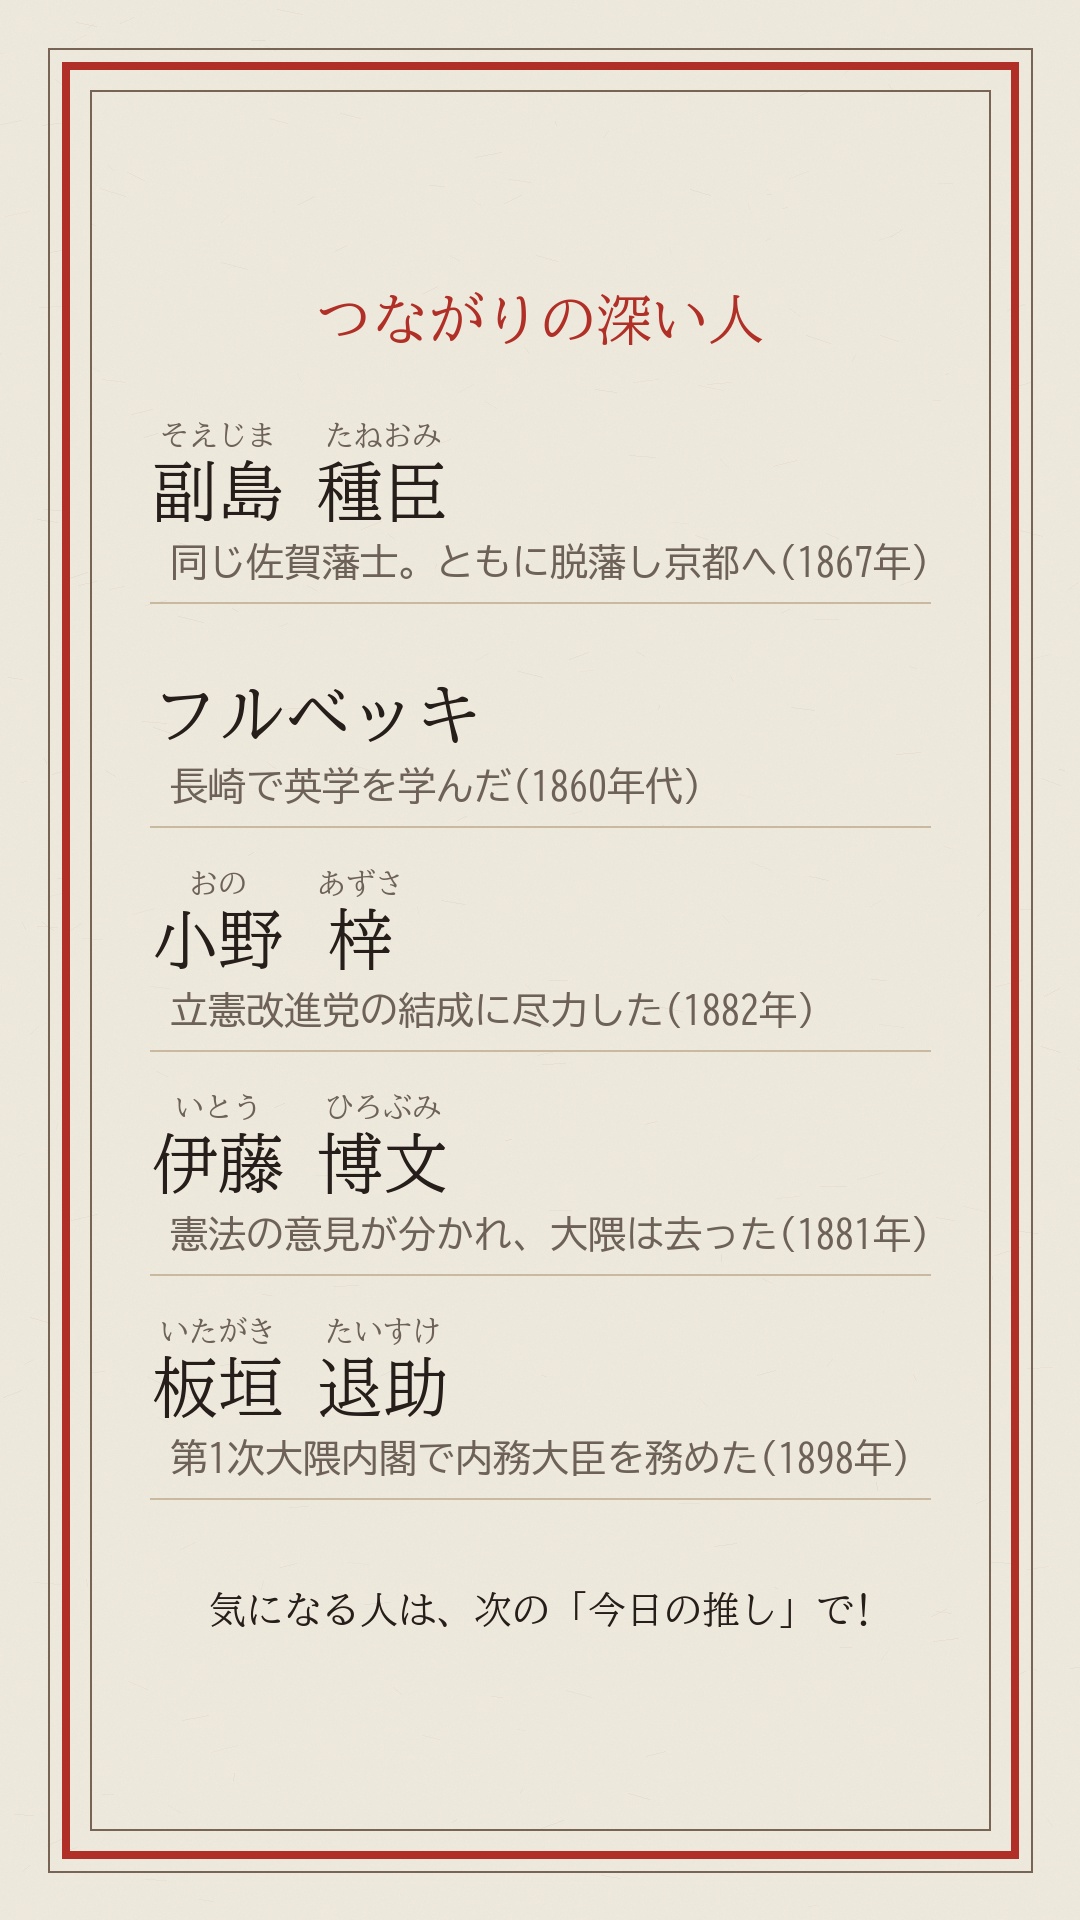 つながりの深い人
そえじま たねおみ
副島 種臣
同じ佐賀藩士。ともに脱藩し京都へ(1867年)
フルベッキ
長崎で英学を学んだ(1860年代)
おの あずさ
小野 梓
立憲改進党の結成に尽力した(1882年)
いとう ひろぶみ
伊藤 博文
憲法の意見が分かれ、大隈は去った(1881年)
いたがき たいすけ
板垣 退助
第1次大隈内閣で内務大臣を務めた(1898年)
気になる人は、次の「今日の推し」で!